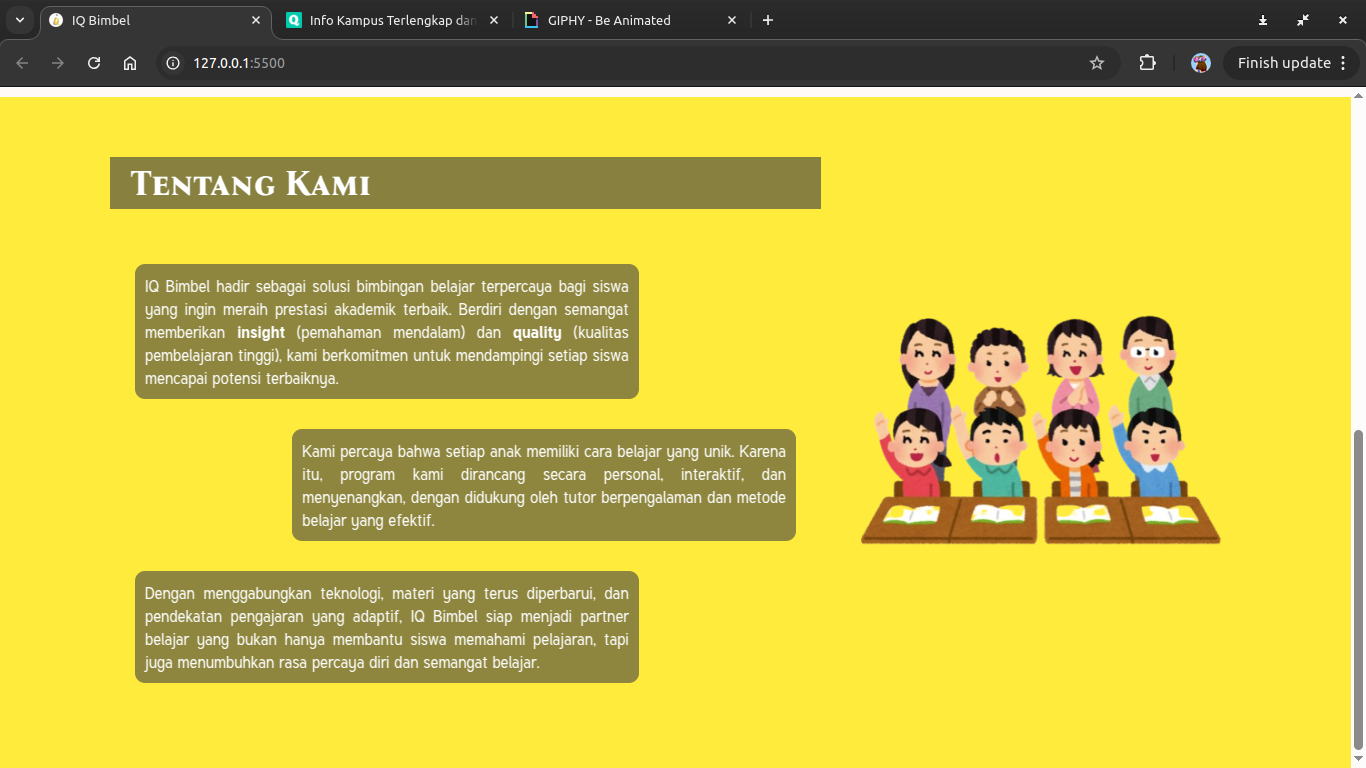 IQ Bimbel
Info Kampus Terlengkap dan
GIPHY - Be Animated
127.0.0.1:5500
Finish update
Tentang Kami
IQ Bimbel hadir sebagai solusi bimbingan belajar terpercaya bagi siswa
yang ingin meraih prestasi akademik terbaik. Berdiri dengan semangat
memberikan insight (pemahaman mendalam) dan quality (kualitas
pembelajaran tinggi), kami berkomitmen untuk mendampingi setiap siswa
mencapai potensi terbaiknya.
Kami percaya bahwa setiap anak memiliki cara belajar yang unik. Karena
itu, program kami dirancang secara personal, interaktif, dan
menyenangkan, dengan didukung oleh tutor berpengalaman dan metode
belajar yang efektif.
Dengan menggabungkan teknologi, materi yang terus diperbarui, dan
pendekatan pengajaran yang adaptif, IQ Bimbel siap menjadi partner
belajar yang bukan hanya membantu siswa memahami pelajaran, tapi
juga menumbuhkan rasa percaya diri dan semangat belajar.